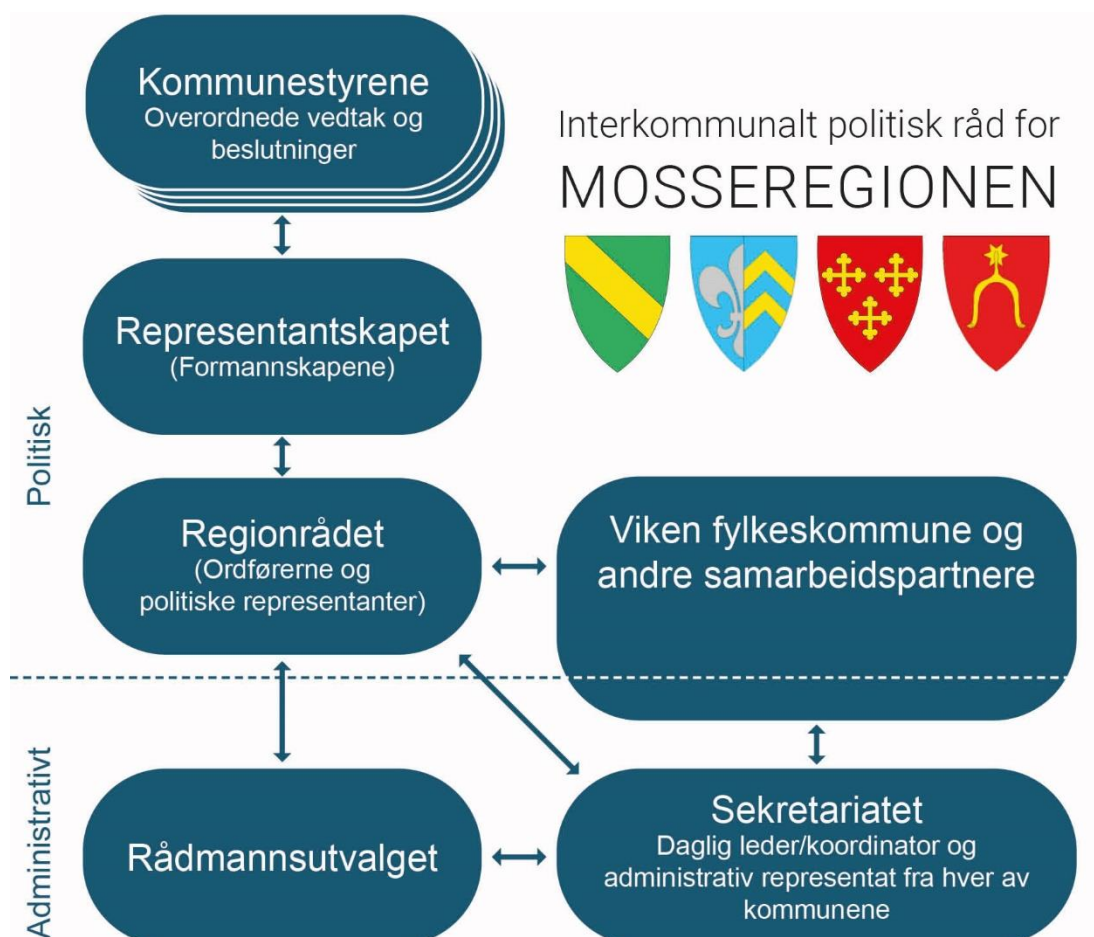 Kommunestyrene
Overordnede vedtak og
beslutninger
Interkommunalt politisk råd for
MOSSEREGIONEN
Representantskapet
(Formannskapene)
Politisk
Regionrådet
(Ordførerne og
politiske representanter)
Viken fylkeskommune og
andre samarbeidspartnere
Administrativt
Rådmannsutvalget
Sekretariatet
Daglig leder/koordinator og
administrativ representat fra hver av
kommunene